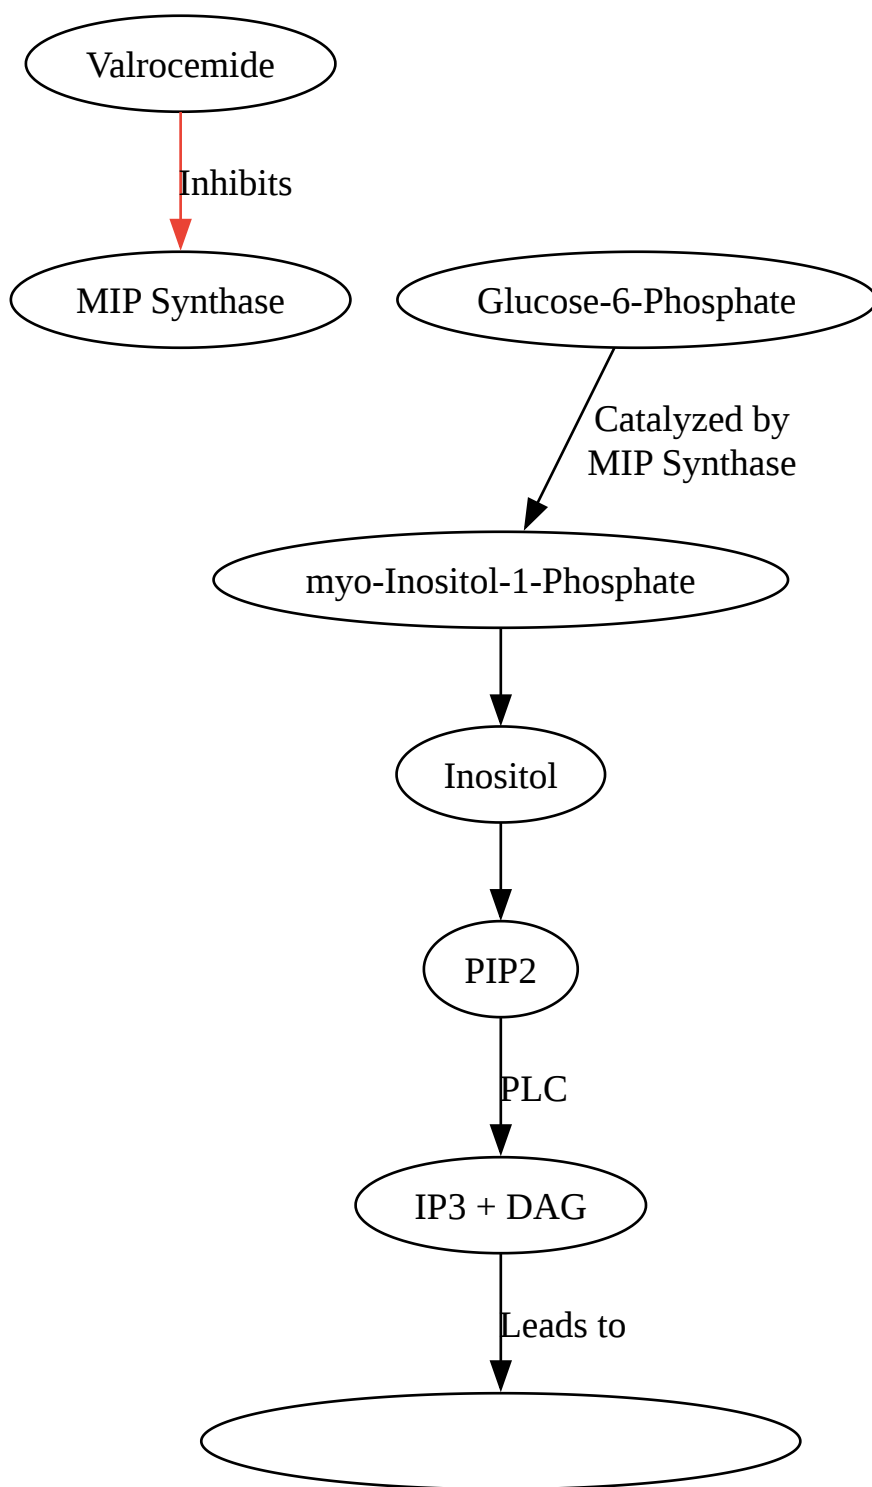 Valrocemide
Inhibits
MIP Synthase
Glucose-6-Phosphate
Catalyzed by
MIP Synthase
myo-Inositol-1-Phosphate
Inositol
PIP2
PLC
IP3 + DAG
Leads to